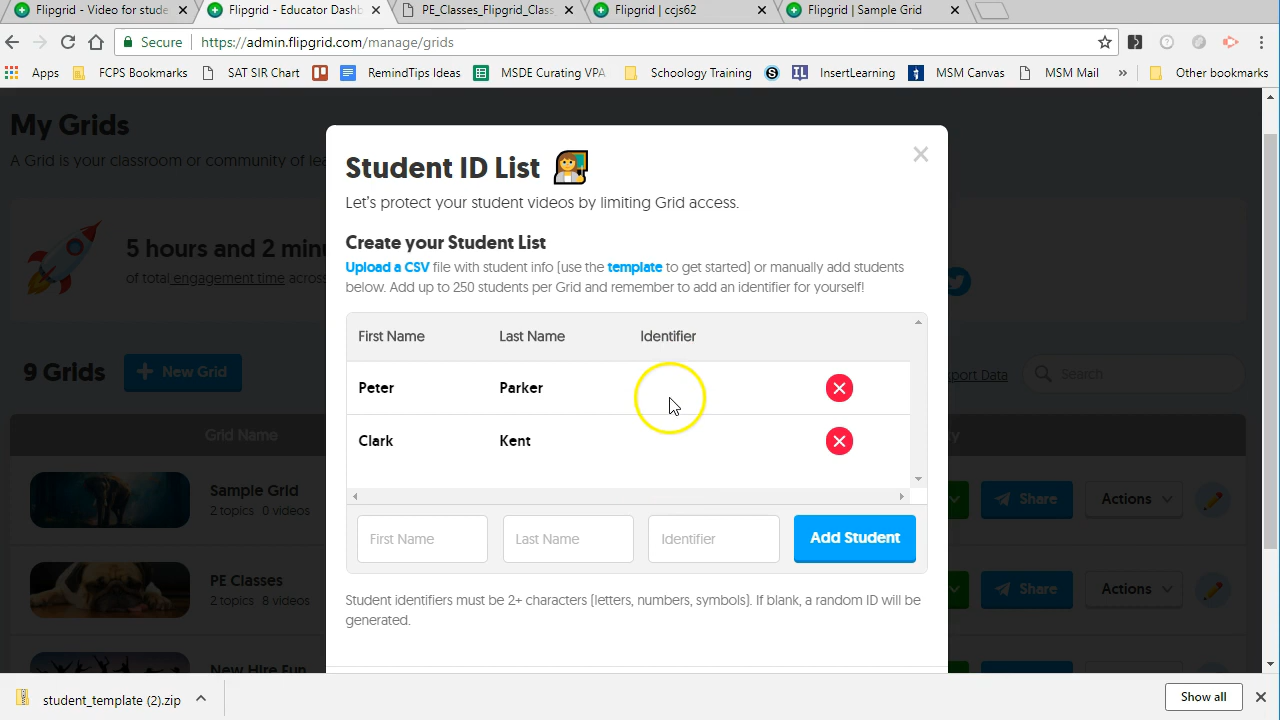 Flipgrid - Video for stude
Flipgrid - Educator Dashb
PE_Classes_Flipgrid_Class
Flipgrid | ccjs62
Flipgrid | Sample Grid
Secure
https://admin.flipgrid.com/manage/grids
Apps
FCPS Bookmarks
SAT SIR Chart
RemindTips Ideas
MSDE Curating VPA
Schoology Training
InsertLearning
MSM Canvas
MSM Mail
»
Other bookmarks
My Grids
A Grid is your classroom or community of lea
5 hours and 2 minu
of total engagement time across
9 Grids
New Grid
port Data
Search
Grid Name
Sample Grid
2 topics 0 videos
Share
Actions
PE Classes
2 topics 8 videos
Share
Actions
New Hire Fun
Student ID List
Let's protect your student videos by limiting Grid access.
Create your Student List
Upload a CSV file with student info (use the template to get started) or manually add students
below. Add up to 250 students per Grid and remember to add an identifier for yourself!
First Name Last Name Identifier
Peter Parker
Clark Kent
First Name Last Name Identifier Add Student
Student identifiers must be 2+ characters (letters, numbers, symbols). If blank, a random ID will be
generated.
student_template (2).zip
Show all